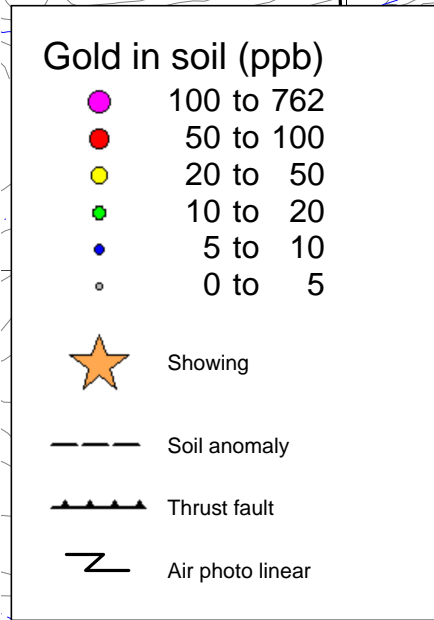 Gold in soil (ppb)
100 to 762
50 to 100
20 to 50
10 to 20
5 to 10
0 to 5
Showing
Soil anomaly
Thrust fault
Air photo linear